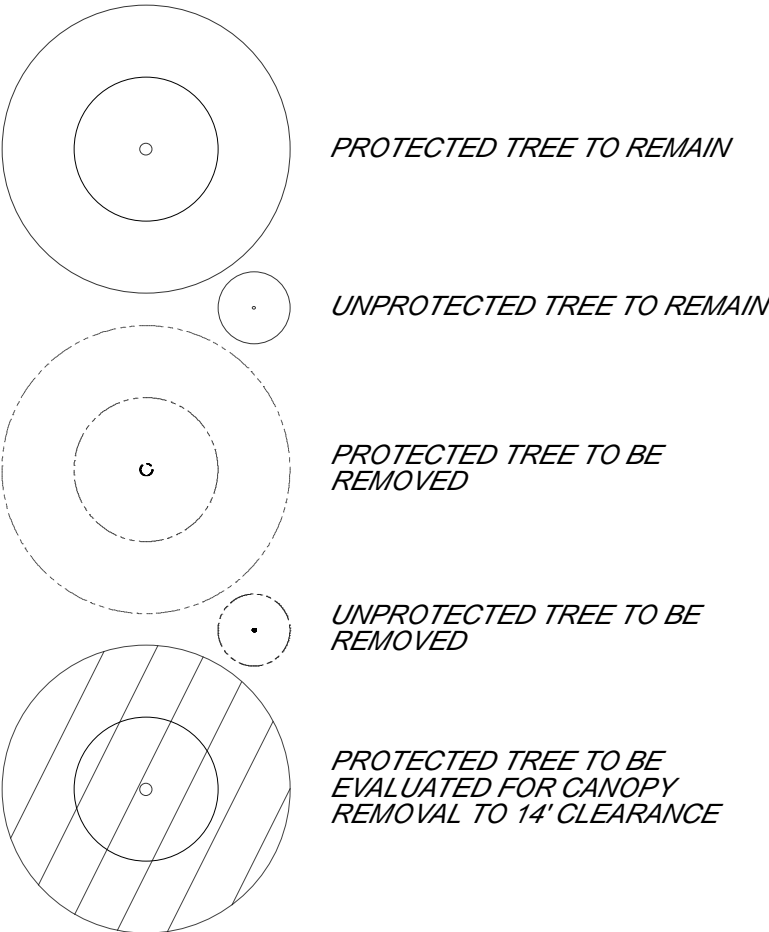 PROTECTED TREE TO REMAIN
UNPROTECTED TREE TO REMAIN
PROTECTED TREE TO BE
REMOVED
UNPROTECTED TREE TO BE
REMOVED
PROTECTED TREE TO BE
EVALUATED FOR CANOPY
REMOVAL TO 14' CLEARANCE